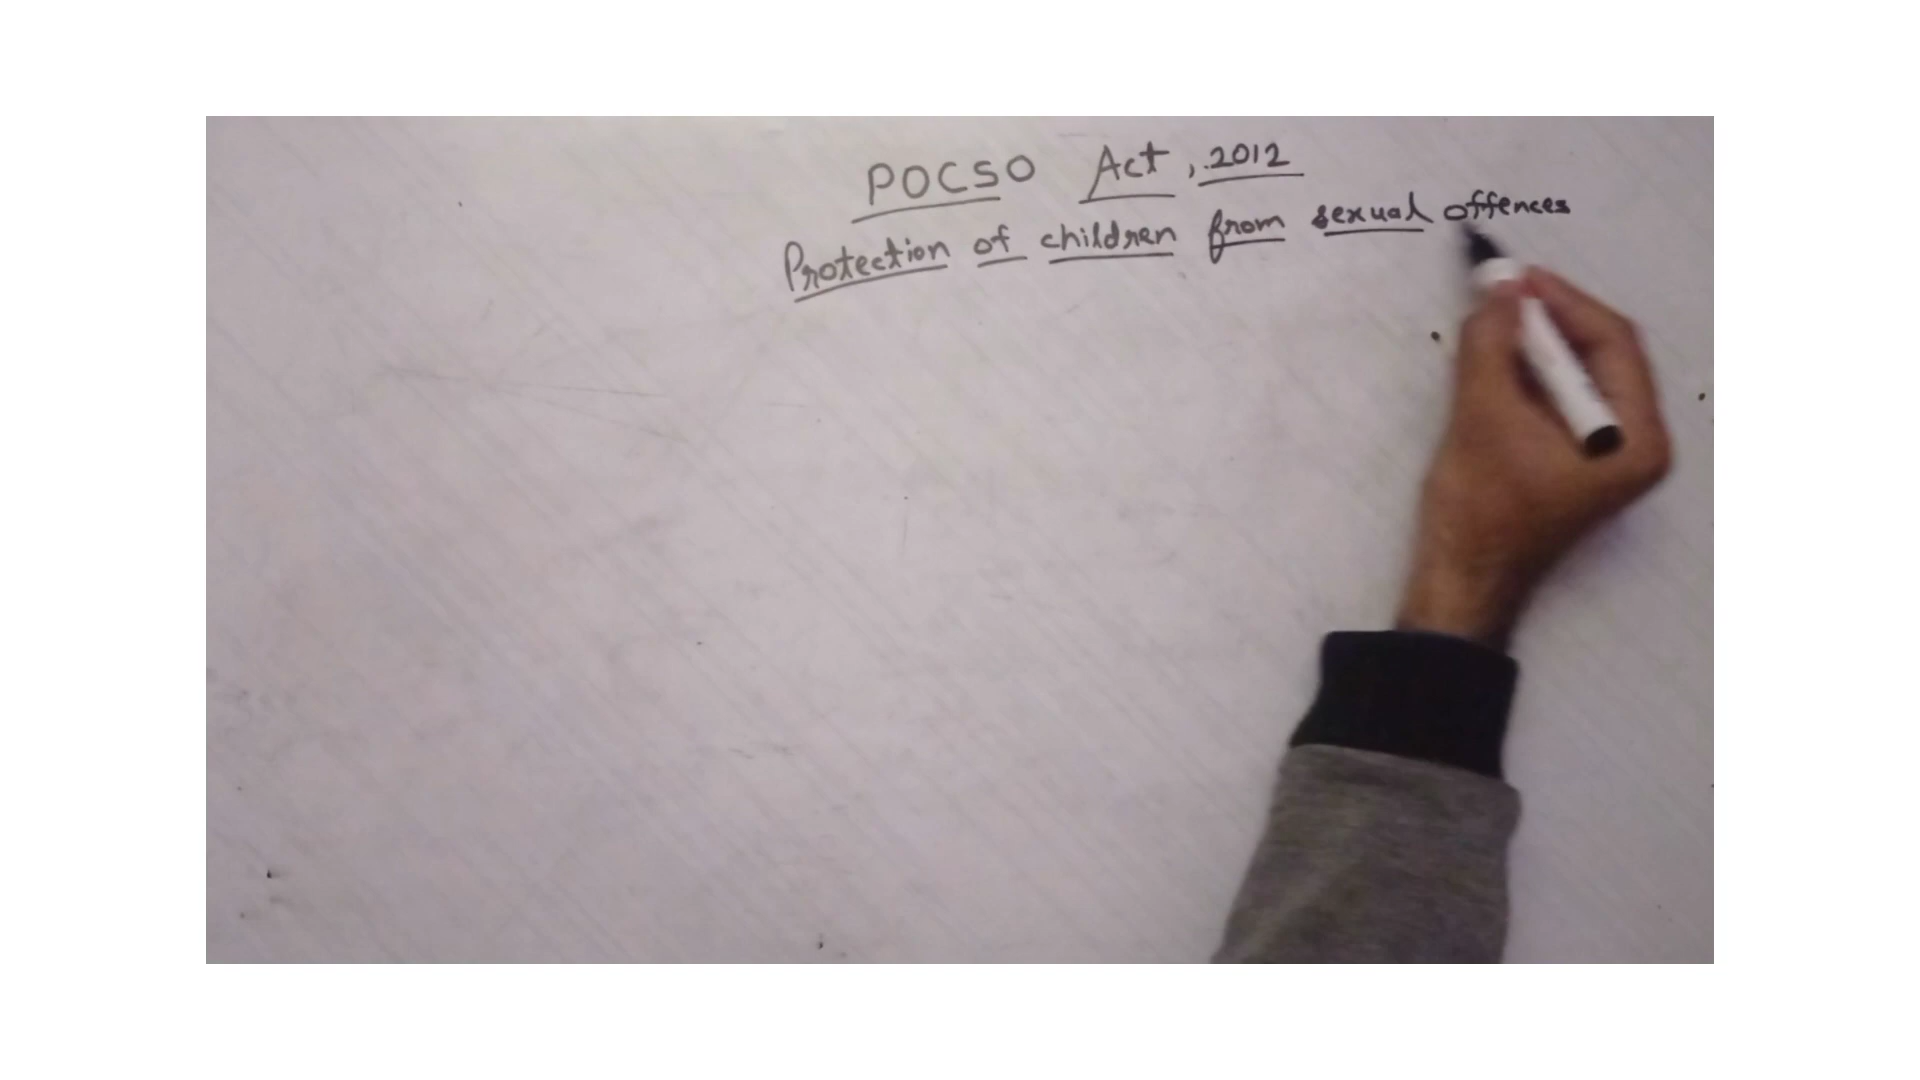 POCSO Act, 2012
Protection of children from sexual offences